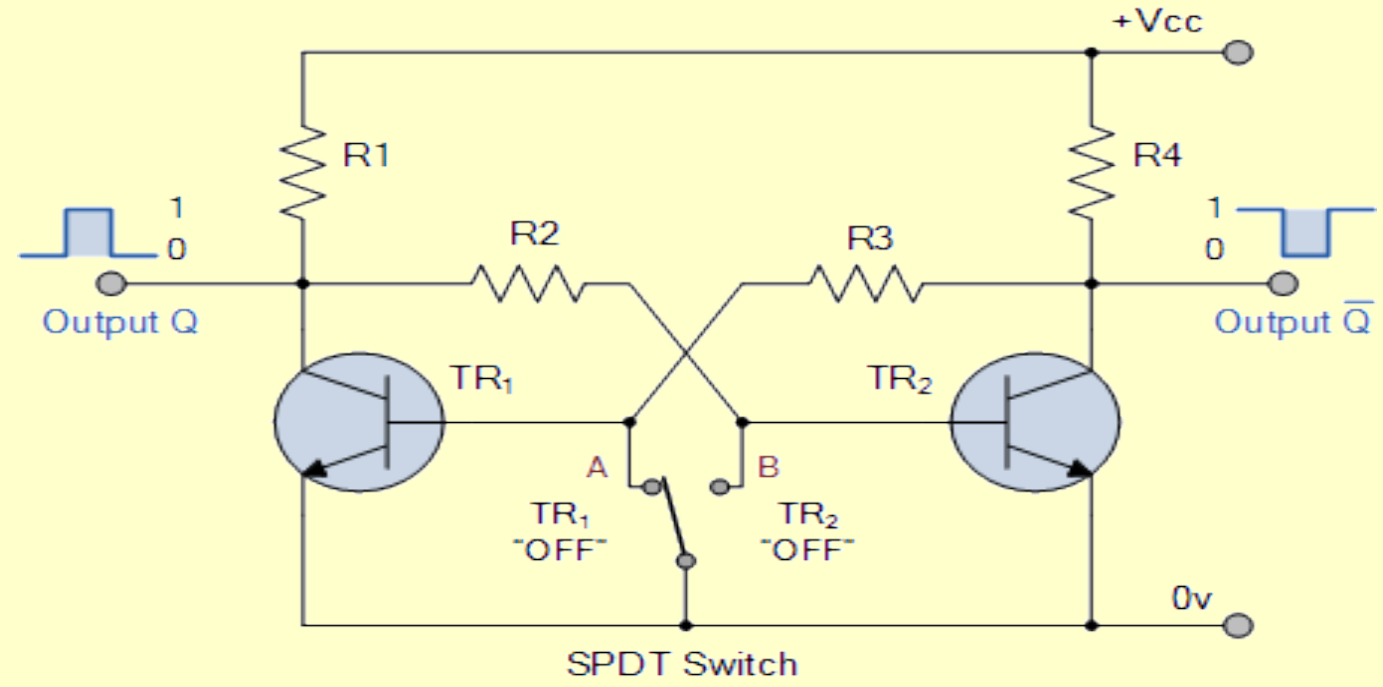 +Vcc
R1
R4
1
0
1
0
R2
R3
Output Q
Output Q̅
TR₁
TR₂
A
B
TR₁
"OFF"
TR₂
"OFF"
0v
SPDT Switch